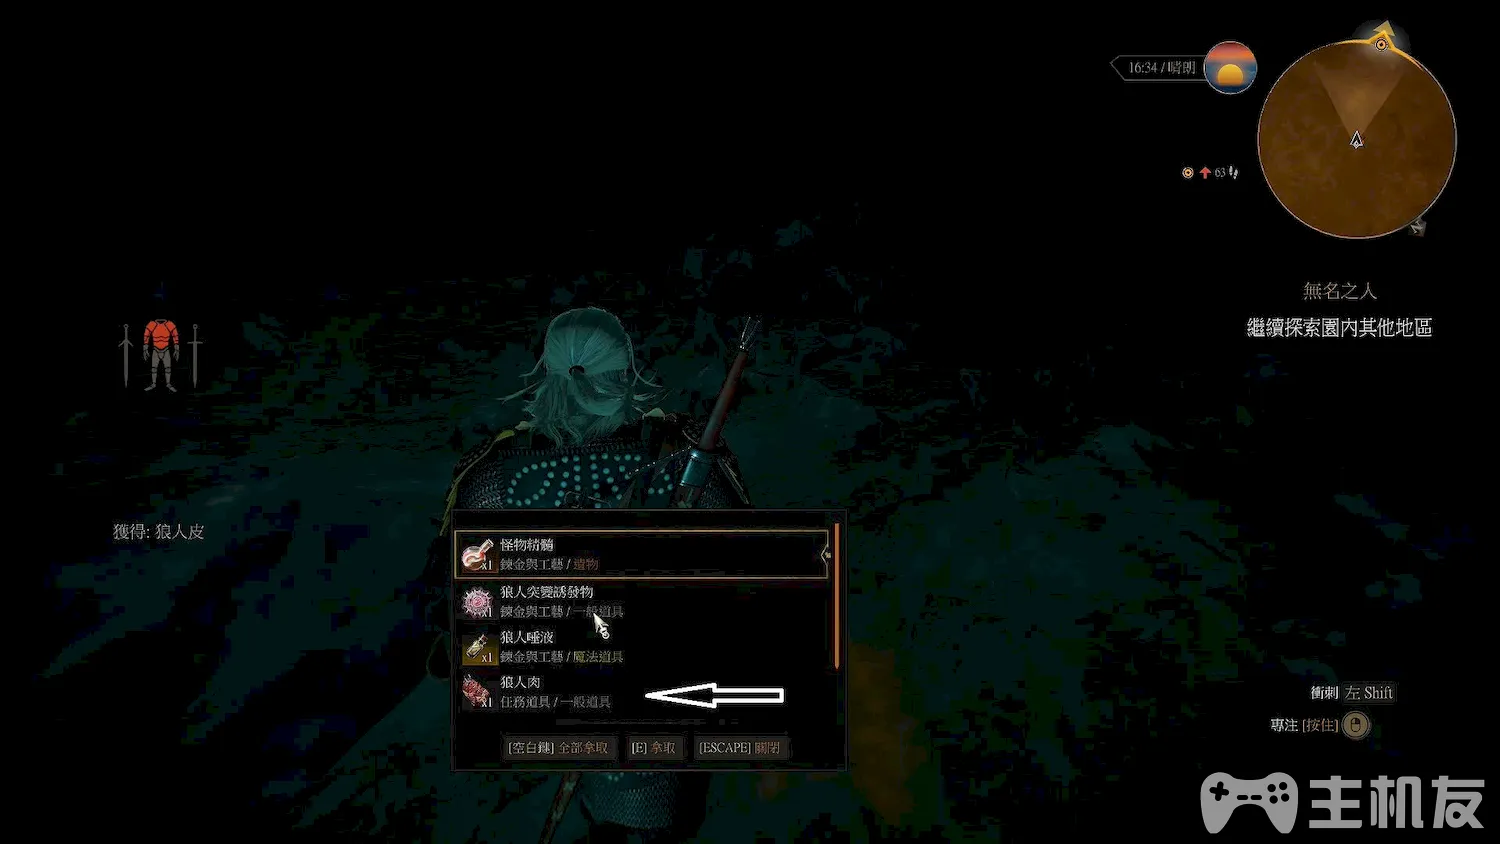 16:34 / 晴朗
63
無名之人
繼續探索園內其他地區
獲得: 狼人皮
怪物精髓
x1 鍊金與工藝 / 遺物
狼人突變誘發物
x1 鍊金與工藝 / 一般道具
狼人唾液
x1 鍊金與工藝 / 魔法道具
狼人肉
x1 任務道具 / 一般道具
[空白鍵] 全部拿取 [E] 拿取 [ESCAPE] 關閉
衝刺 左 Shift
專注 [按住]
主机友